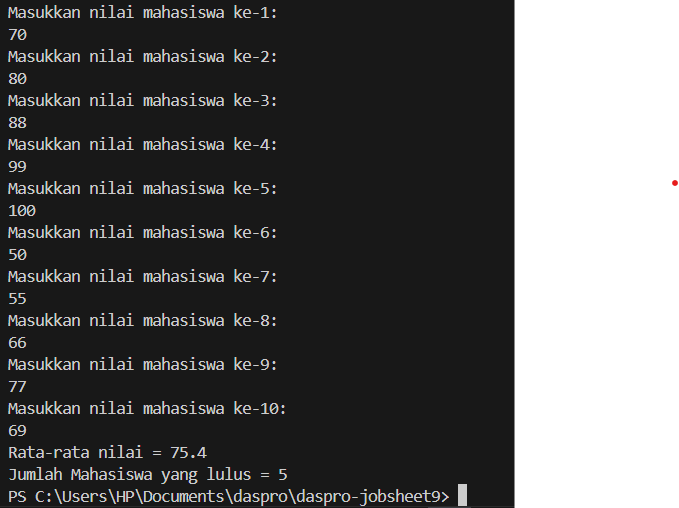 Masukkan nilai mahasiswa ke-1:
70
Masukkan nilai mahasiswa ke-2:
80
Masukkan nilai mahasiswa ke-3:
88
Masukkan nilai mahasiswa ke-4:
99
Masukkan nilai mahasiswa ke-5:
100
Masukkan nilai mahasiswa ke-6:
50
Masukkan nilai mahasiswa ke-7:
55
Masukkan nilai mahasiswa ke-8:
66
Masukkan nilai mahasiswa ke-9:
77
Masukkan nilai mahasiswa ke-10:
69
Rata-rata nilai = 75.4
Jumlah Mahasiswa yang lulus = 5
PS C:\Users\HP\Documents\daspro\daspro-jobsheet9>